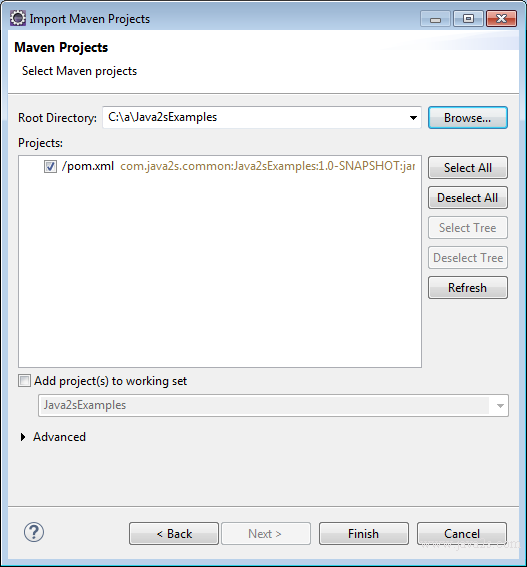 Import Maven Projects
Maven Projects
Select Maven projects
Root Directory: C:\a\Java2sExamples Browse...
Projects:
/pom.xml com.java2s.common:Java2sExamples:1.0-SNAPSHOT:jar
Select All
Deselect All
Select Tree
Deselect Tree
Refresh
Add project(s) to working set
Java2sExamples
Advanced
? < Back Next > Finish Cancel